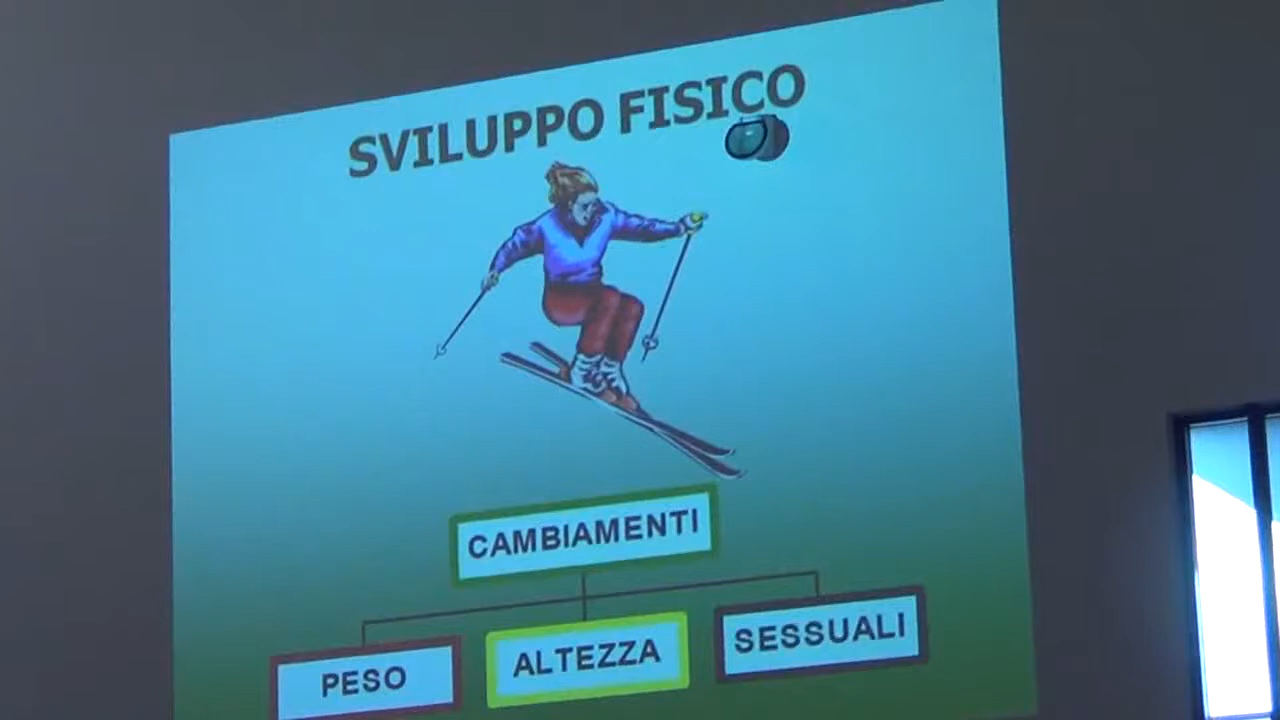 SVILUPPO FISICO
CAMBIAMENTI
PESO
ALTEZZA
SESSUALI